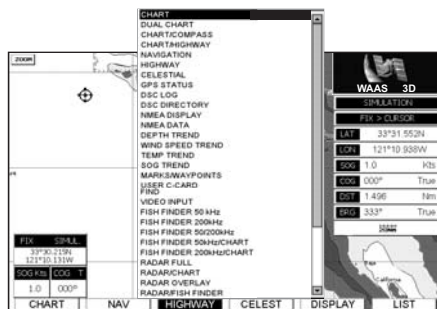 CHART
DUAL CHART
CHART/COMPASS
CHART/HIGHWAY
NAVIGATION
HIGHWAY
CELESTIAL
GPS STATUS
DSC LOG
DSC DIRECTORY
NMEA DISPLAY
NMEA DATA
DEPTH TREND
WIND SPEED TREND
TEMP TREND
SOG TREND
MARKS/WAYPOINTS
USER C-CARD
FIND
VIDEO INPUT
FISH FINDER 50 kHz
FISH FINDER 200kHz
FISH FINDER 50/200kHz
FISH FINDER 50kHz/CHART
FISH FINDER 200kHz/CHART
RADAR FULL
RADAR/CHART
RADAR OVERLAY
RADAR/FISH FINDER
ZOOM
FIX SIMUL.
33°30.219N
121°10.131W
SOG Kts COG T
1.0 000°
WAAS 3D
SIMULATION
FIX > CURSOR
LAT 33°31.552N
LON 121°10.938W
SOG 1.0 Kts
COG 000° True
DST 1.496 Nm
BRG 333° True
California
CHART NAV HIGHWAY CELEST DISPLAY LIST